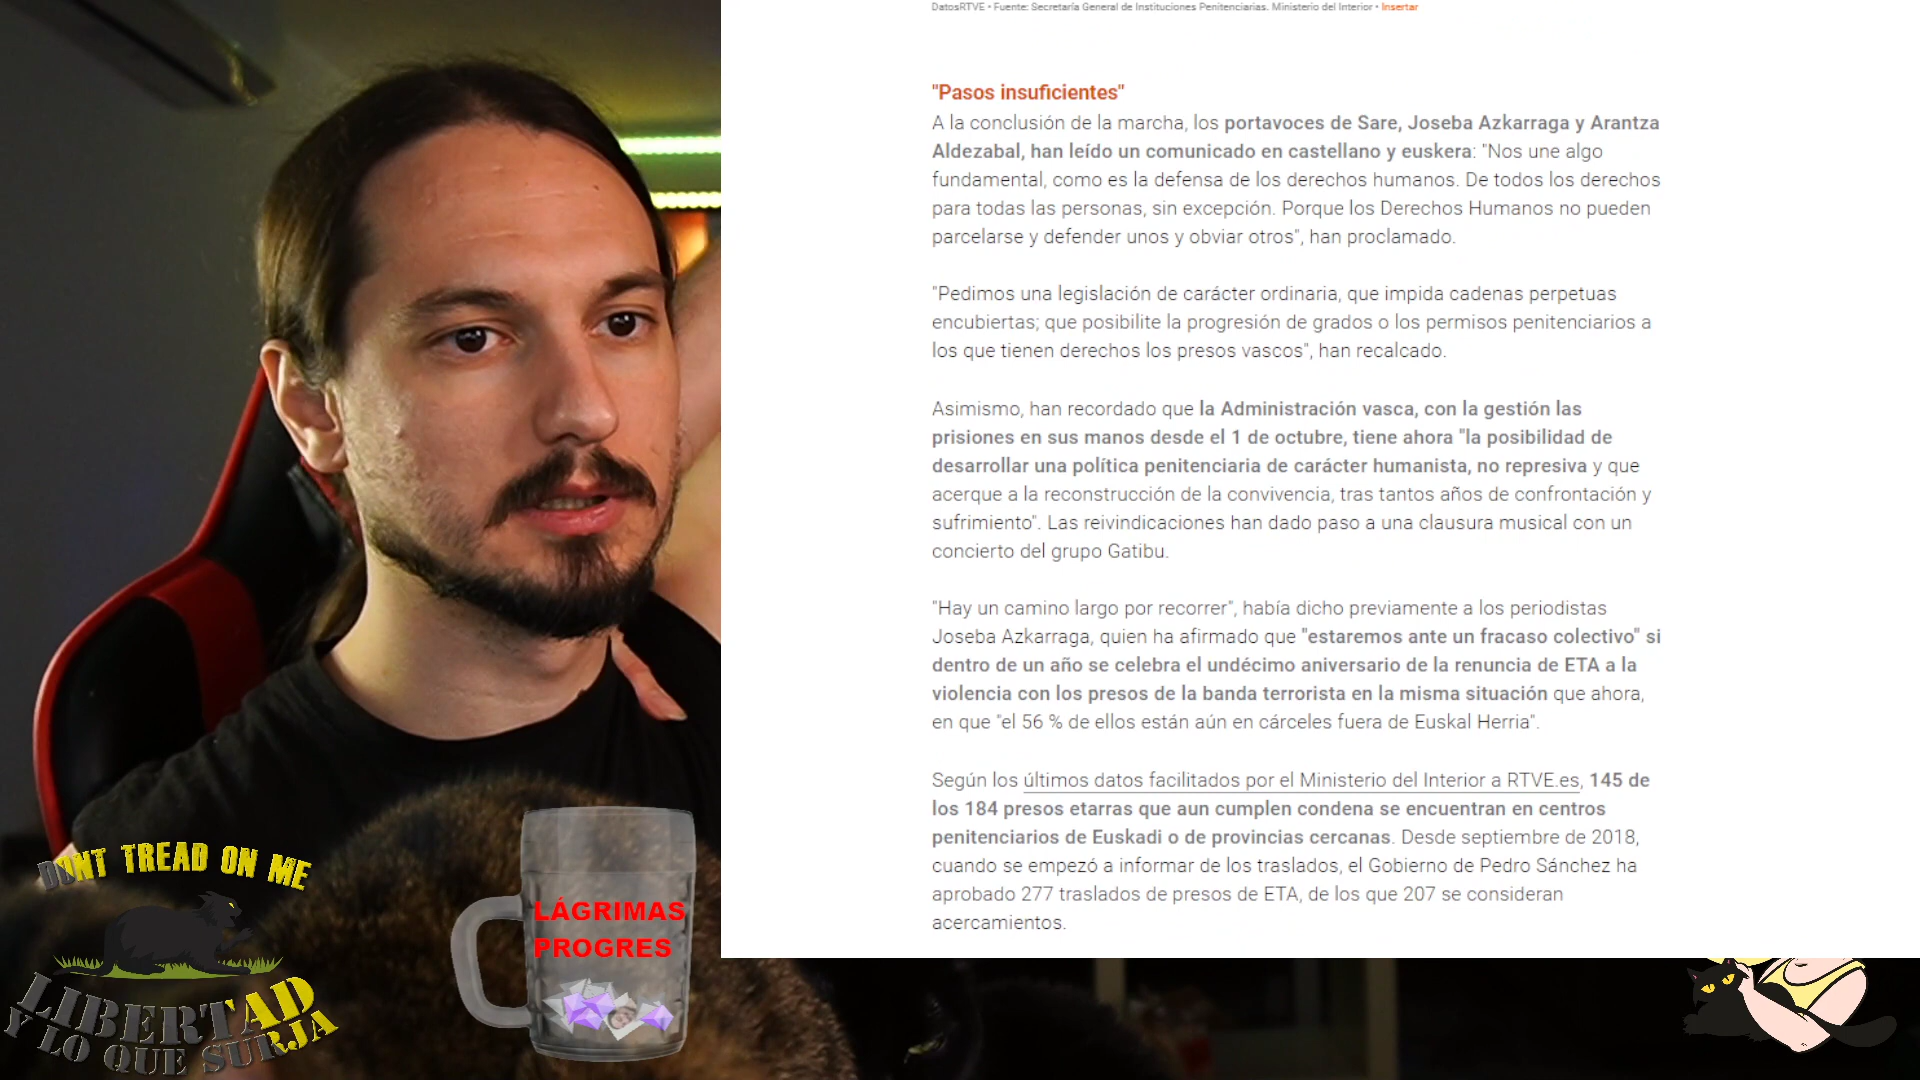 DatosRTVE • Fuente: Secretaría General de Instituciones Penitenciarias. Ministerio del Interior • Insertar
"Pasos insuficientes"
A la conclusión de la marcha, los portavoces de Sare, Joseba Azkarraga y Arantza
Aldezabal, han leído un comunicado en castellano y euskera: "Nos une algo
fundamental, como es la defensa de los derechos humanos. De todos los derechos
para todas las personas, sin excepción. Porque los Derechos Humanos no pueden
parcelarse y defender unos y obviar otros", han proclamado.
"Pedimos una legislación de carácter ordinaria, que impida cadenas perpetuas
encubiertas; que posibilite la progresión de grados o los permisos penitenciarios a
los que tienen derechos los presos vascos", han recalcado.
Asimismo, han recordado que la Administración vasca, con la gestión las
prisiones en sus manos desde el 1 de octubre, tiene ahora "la posibilidad de
desarrollar una política penitenciaria de carácter humanista, no represiva y que
acerque a la reconstrucción de la convivencia, tras tantos años de confrontación y
sufrimiento". Las reivindicaciones han dado paso a una clausura musical con un
concierto del grupo Gatibu.
"Hay un camino largo por recorrer", había dicho previamente a los periodistas
Joseba Azkarraga, quien ha afirmado que "estaremos ante un fracaso colectivo" si
dentro de un año se celebra el undécimo aniversario de la renuncia de ETA a la
violencia con los presos de la banda terrorista en la misma situación que ahora,
en que "el 56 % de ellos están aún en cárceles fuera de Euskal Herria".
Según los últimos datos facilitados por el Ministerio del Interior a RTVE.es, 145 de
los 184 presos etarras que aun cumplen condena se encuentran en centros
penitenciarios de Euskadi o de provincias cercanas. Desde septiembre de 2018,
cuando se empezó a informar de los traslados, el Gobierno de Pedro Sánchez ha
aprobado 277 traslados de presos de ETA, de los que 207 se consideran
acercamientos.
DONT TREAD ON ME
LIBERTAD
Y LO QUE SURJA
LÁGRIMAS
PROGRES